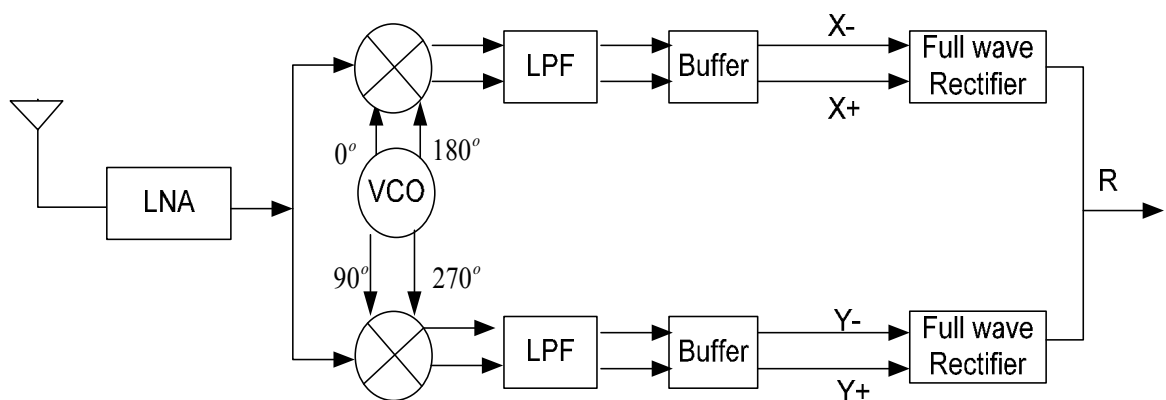 X-
LPF
Buffer
Full wave
Rectifier
X+
0°
180°
VCO
LNA
R
90°
270°
LPF
Buffer
Y-
Full wave
Rectifier
Y+